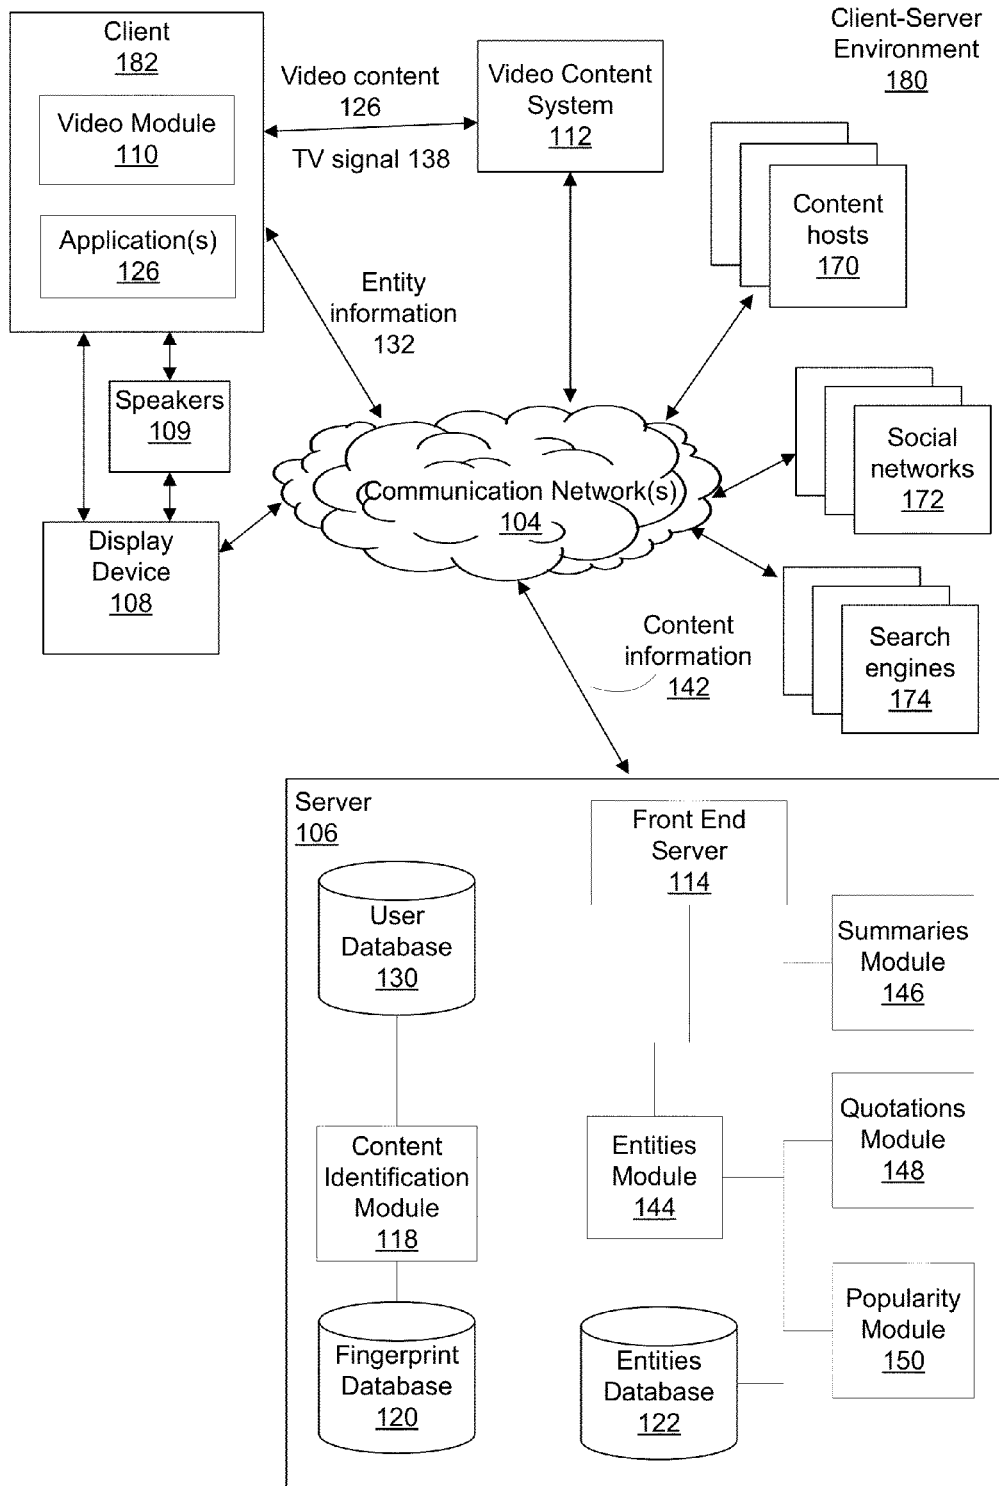 Client
182
Video Module
110
Application(s)
126
Video content
126
TV signal 138
Video Content
System
112
Client-Server
Environment
180
Content
hosts
170
Entity
information
132
Speakers
109
Social
networks
172
Communication Network(s)
104
Display
Device
108
Search
engines
174
Content
information
142
Server
106
Front End
Server
114
User
Database
130
Summaries
Module
146
Content
Identification
Module
118
Entities
Module
144
Quotations
Module
148
Popularity
Module
150
Fingerprint
Database
120
Entities
Database
122